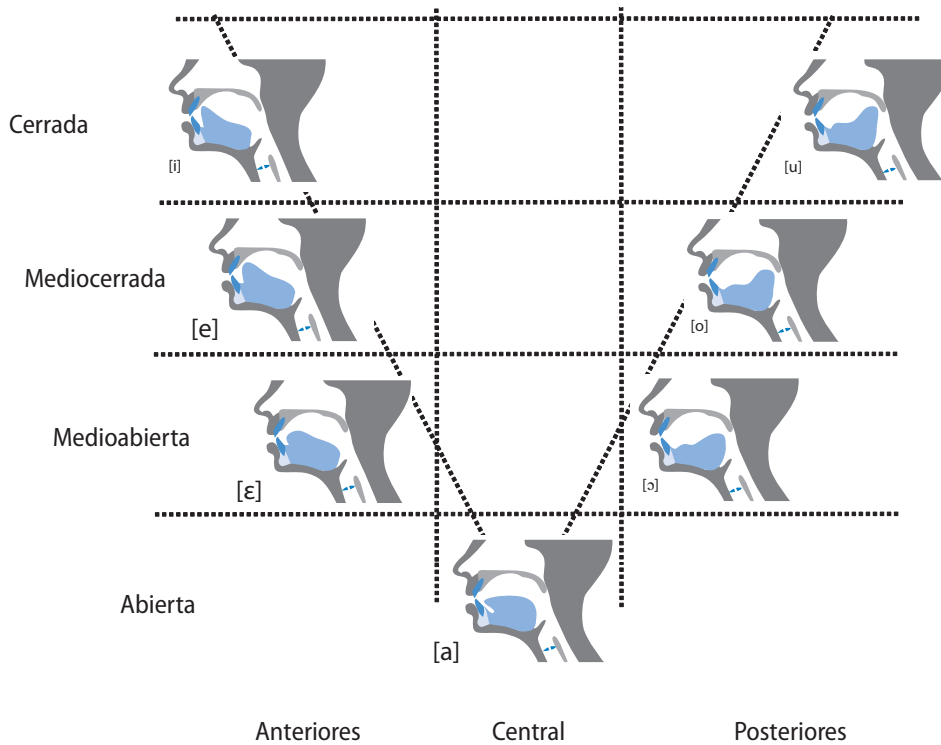 Cerrada
[i]
[u]
Mediocerrada
[e]
[o]
Medioabierta
[ɛ]
[ɔ]
Abierta
[a]
Anteriores Central Posteriores